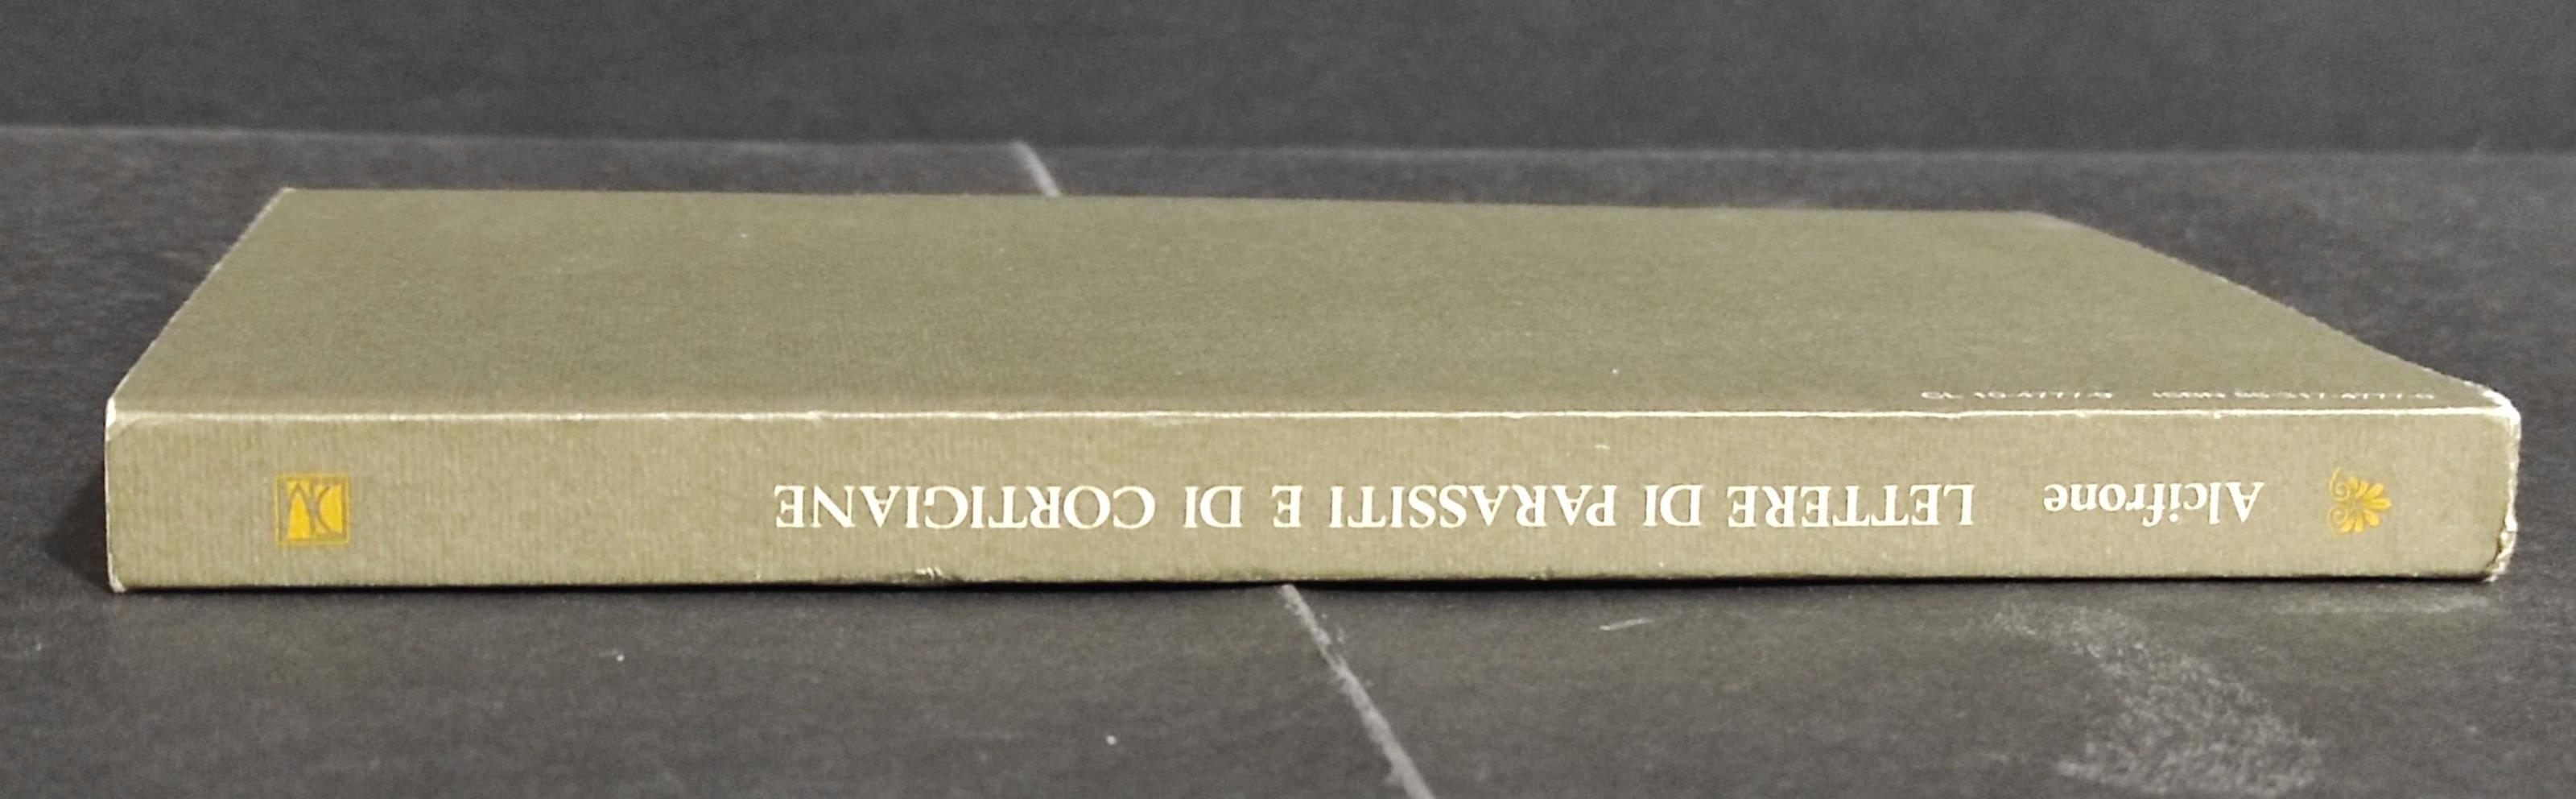 Alcifrone LETTERE DI PARASSITI E DI CORTIGIANE